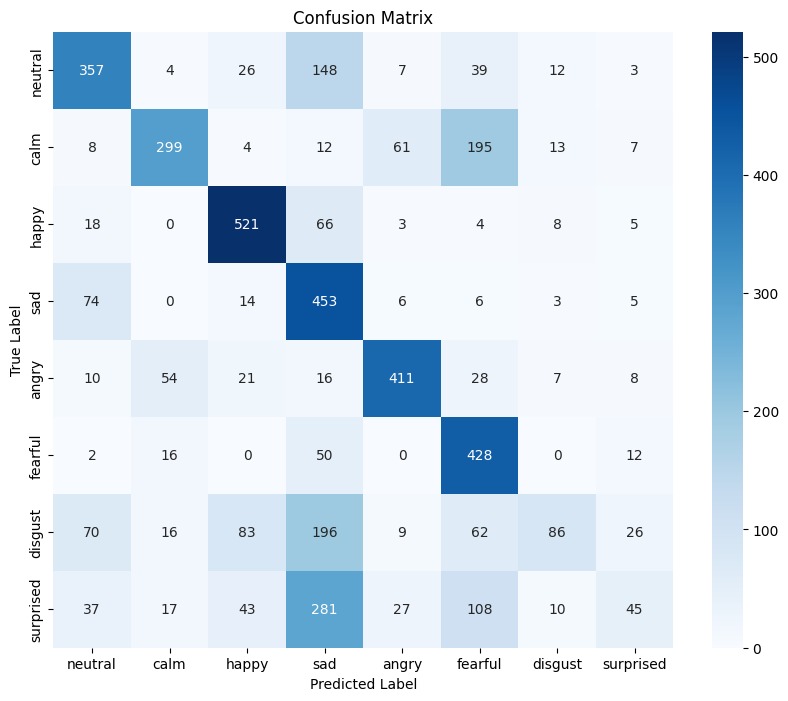 Confusion Matrix
neutral 357 4 26 148 7 39 12 3
calm 8 299 4 12 61 195 13 7
happy 18 0 521 66 3 4 8 5
sad 74 0 14 453 6 6 3 5
angry 10 54 21 16 411 28 7 8
fearful 2 16 0 50 0 428 0 12
disgust 70 16 83 196 9 62 86 26
surprised 37 17 43 281 27 108 10 45
neutral calm happy sad angry fearful disgust surprised
Predicted Label
True Label
500
400
300
200
100
0